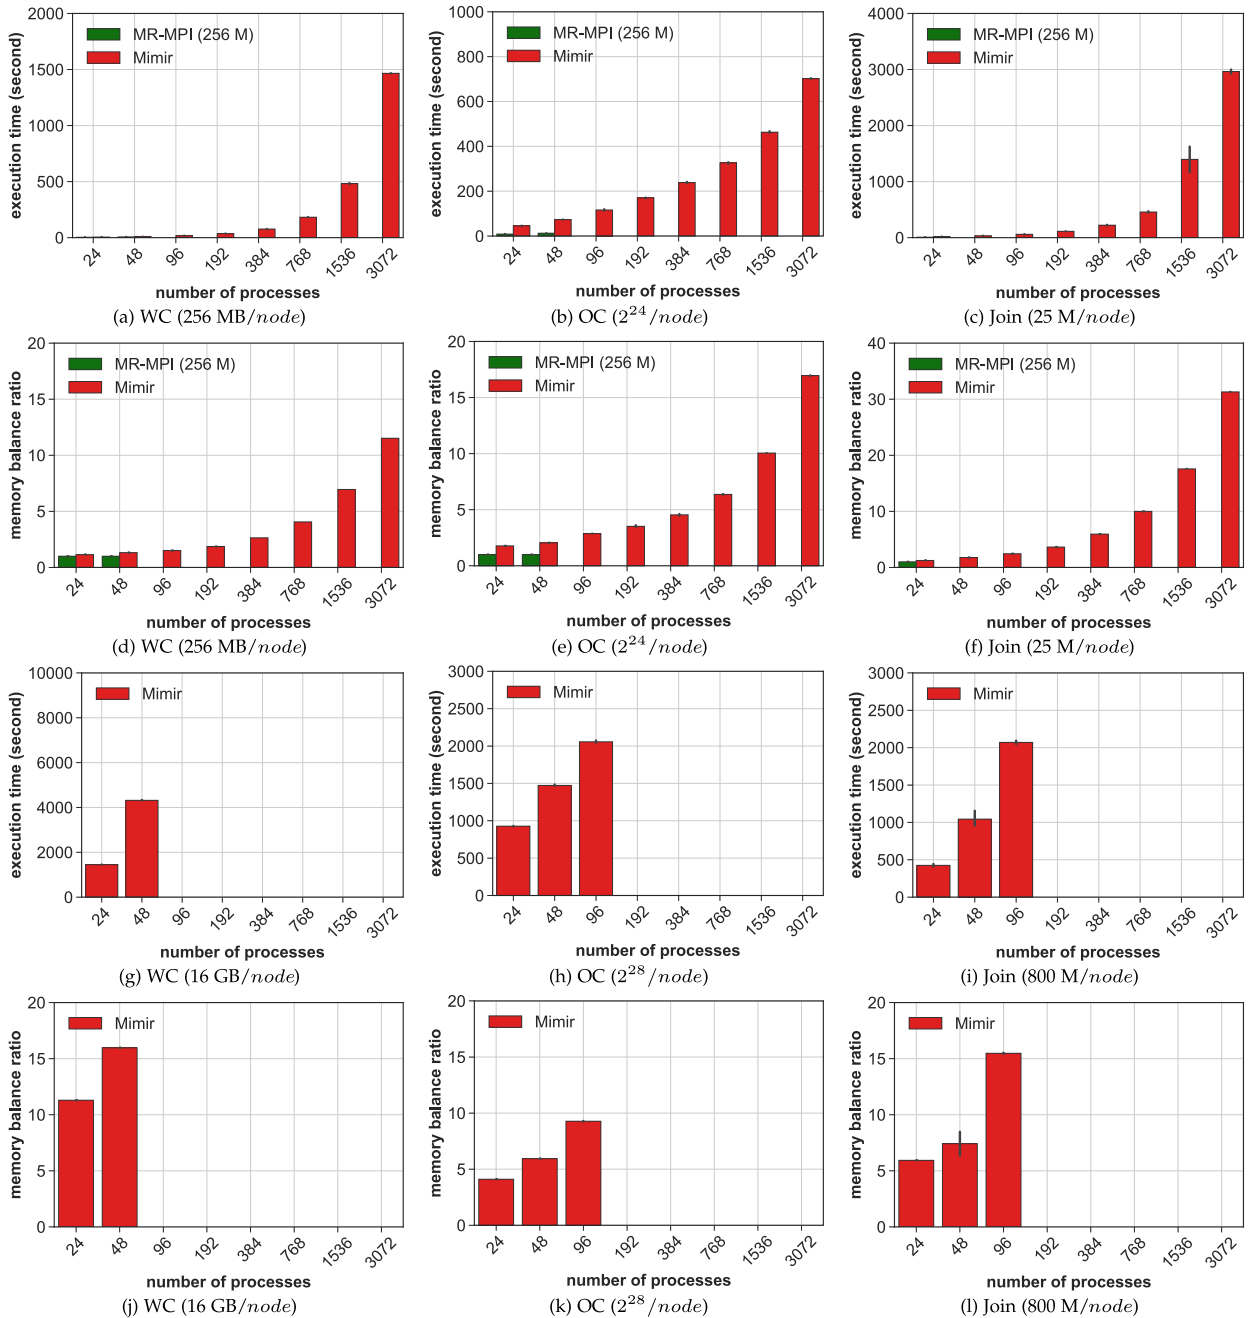 2000
1500
1000
500
0
execution time (second)
MR-MPI (256 M)
Mimir
24 48 96 192 384 768 1536 3072
number of processes
(a) WC (256 MB/node)
1000
800
600
400
200
0
execution time (second)
MR-MPI (256 M)
Mimir
24 48 96 192 384 768 1536 3072
number of processes
(b) OC (2^24/node)
4000
3000
2000
1000
0
execution time (second)
MR-MPI (256 M)
Mimir
24 48 96 192 384 768 1536 3072
number of processes
(c) Join (25 M/node)
20
15
10
5
0
memory balance ratio
MR-MPI (256 M)
Mimir
24 48 96 192 384 768 1536 3072
number of processes
(d) WC (256 MB/node)
20
15
10
5
0
memory balance ratio
MR-MPI (256 M)
Mimir
24 48 96 192 384 768 1536 3072
number of processes
(e) OC (2^24/node)
40
30
20
10
0
memory balance ratio
MR-MPI (256 M)
Mimir
24 48 96 192 384 768 1536 3072
number of processes
(f) Join (25 M/node)
10000
8000
6000
4000
2000
0
execution time (second)
Mimir
24 48 96 192 384 768 1536 3072
number of processes
(g) WC (16 GB/node)
3000
2500
2000
1500
1000
500
0
execution time (second)
Mimir
24 48 96 192 384 768 1536 3072
number of processes
(h) OC (2^28/node)
3000
2500
2000
1500
1000
500
0
execution time (second)
Mimir
24 48 96 192 384 768 1536 3072
number of processes
(i) Join (800 M/node)
20
15
10
5
0
memory balance ratio
Mimir
24 48 96 192 384 768 1536 3072
number of processes
(j) WC (16 GB/node)
20
15
10
5
0
memory balance ratio
Mimir
24 48 96 192 384 768 1536 3072
number of processes
(k) OC (2^28/node)
20
15
10
5
0
memory balance ratio
Mimir
24 48 96 192 384 768 1536 3072
number of processes
(l) Join (800 M/node)